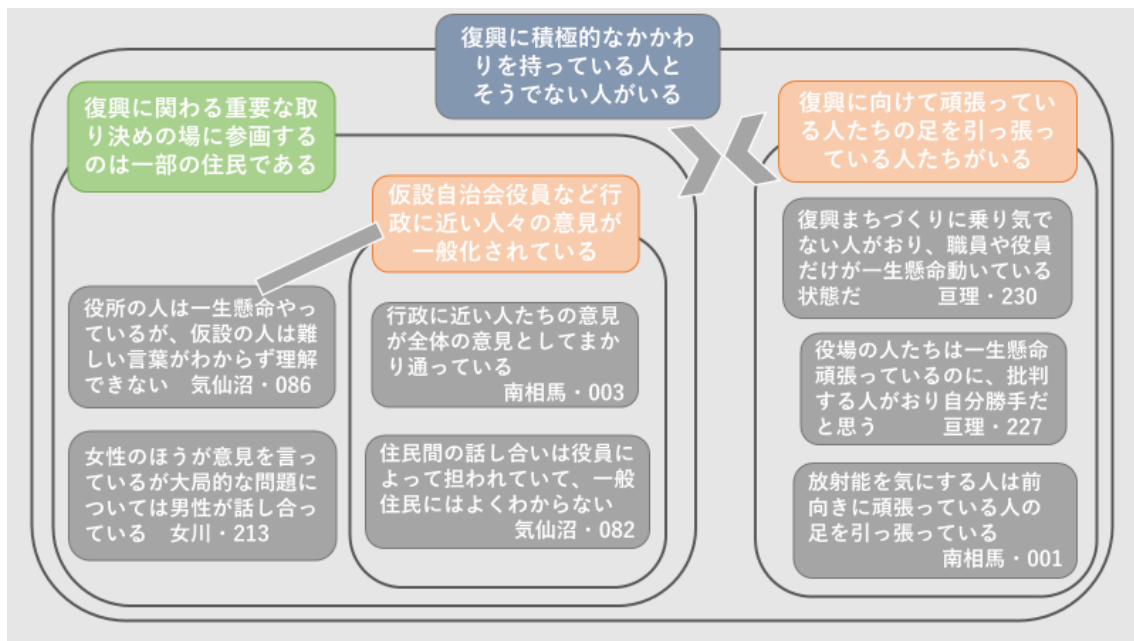 復興に積極的なかかわ
りを持っている人と
そうでない人がいる
復興に関わる重要な取
り決めの場に参画する
のは一部の住民である
仮設自治会役員など行
政に近い人々の意見が
一般化されている
役所の人は一生懸命やっ
ているが、仮設の人は難
しい言葉がわからず理解
できない　気仙沼・086
女性のほうが意見を言っ
ているが大局的な問題に
ついては男性が話し合っ
ている　女川・213
行政に近い人たちの意見
が全体の意見としてまか
り通っている
南相馬・003
住民間の話し合いは役員に
よって担われていて、一般
住民にはよくわからない
気仙沼・082
復興に向けて頑張ってい
る人たちの足を引っ張っ
ている人たちがいる
復興まちづくりに乗り気で
ない人がおり、職員や役員
だけが一生懸命動いている
状態だ　亘理・230
役場の人たちは一生懸命
頑張っているのに、批判
する人がおり自分勝手だ
と思う　亘理・227
放射能を気にする人は前
向きに頑張っている人の
足を引っ張っている
南相馬・001